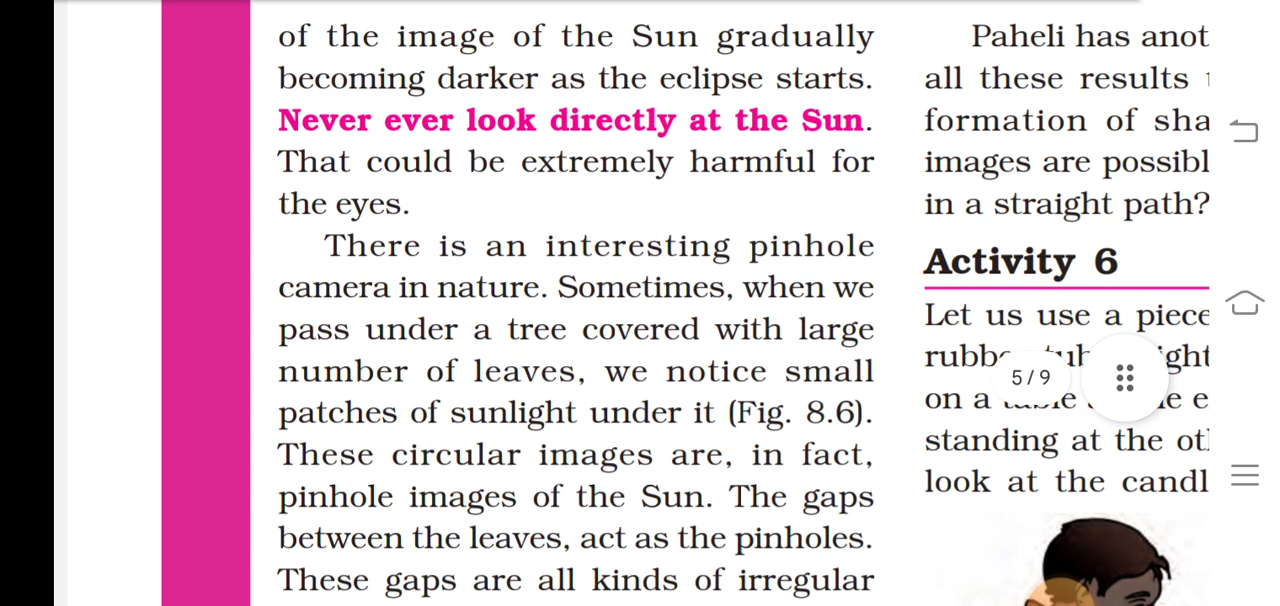 of the image of the Sun gradually
becoming darker as the eclipse starts.
Never ever look directly at the Sun.
That could be extremely harmful for
the eyes.
There is an interesting pinhole
camera in nature. Sometimes, when we
pass under a tree covered with large
number of leaves, we notice small
patches of sunlight under it (Fig. 8.6).
These circular images are, in fact,
pinhole images of the Sun. The gaps
between the leaves, act as the pinholes.
These gaps are all kinds of irregular
Paheli has anot
all these results
formation of sha
images are possibl
in a straight path?
Activity 6
Let us use a piece
5/9
on a
standing at the ot
look at the candl